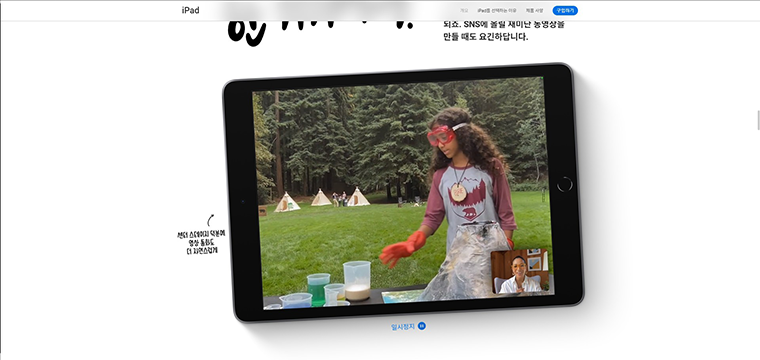 iPad
개요 iPad를 선택해야 하는 이유 제품 사양 구입하기
되죠. SNS에 올릴 재미난 동영상을
만들 때도 요긴하답니다.
센터 스테이지 덕분에
영상 통화도
더 자연스럽게
일시정지